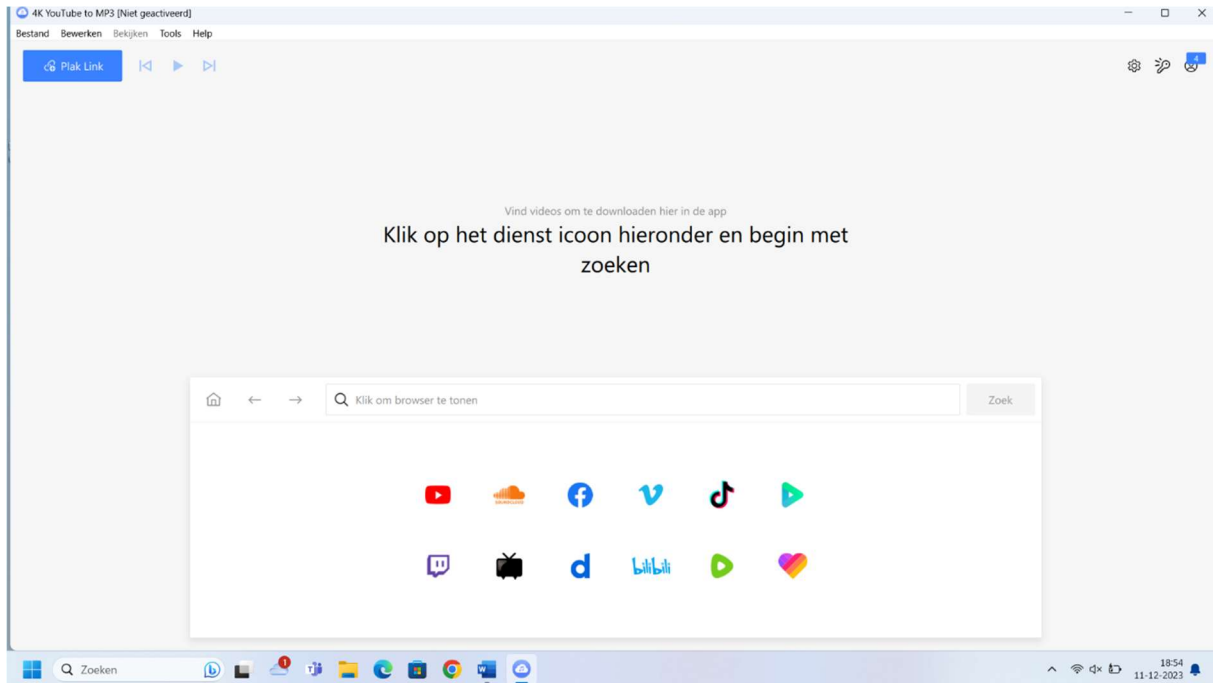 4K YouTube to MP3 [Niet geactiveerd]
Bestand Bewerken Bekijken Tools Help
Plak Link
4
Vind videos om te downloaden hier in de app
Klik op het dienst icoon hieronder en begin met
zoeken
Klik om browser te tonen
Zoek
bilibili
Zoeken
1
18:54
11-12-2023